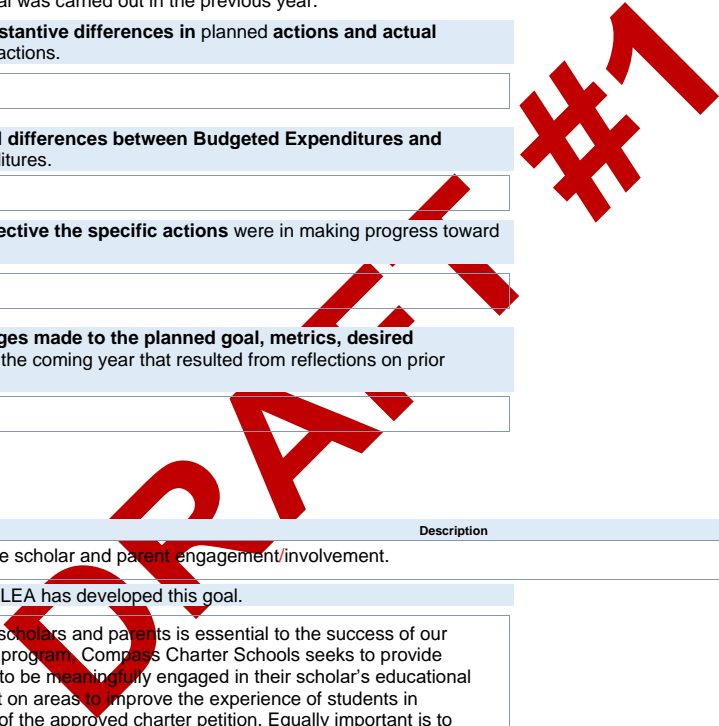 al was carried out in the previous year.
stantive differences in planned actions and actual
actions.
l differences between Budgeted Expenditures and
ditures.
ective the specific actions were in making progress toward
ges made to the planned goal, metrics, desired
the coming year that resulted from reflections on prior
Description
e scholar and parent engagement/involvement.
LEA has developed this goal.
scholars and parents is essential to the success of our
program, Compass Charter Schools seeks to provide
to be meaningfully engaged in their scholar's educational
t on areas to improve the experience of students in
of the approved charter petition. Equally important is to
DRAFT #1